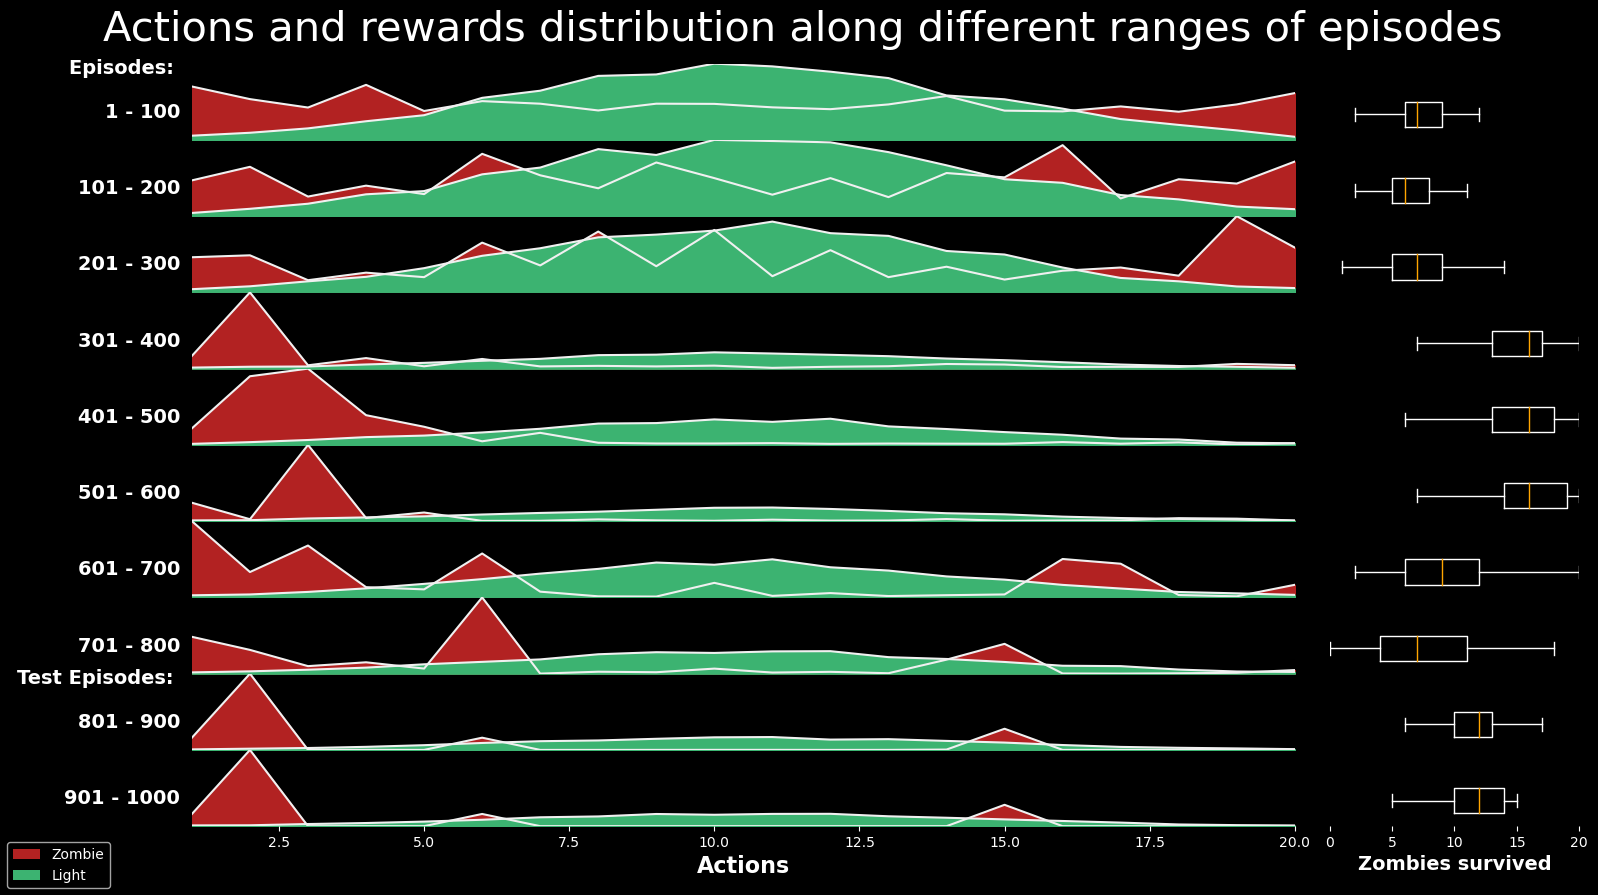 Actions and rewards distribution along different ranges of episodes
Episodes:
1 - 100
101 - 200
201 - 300
301 - 400
401 - 500
501 - 600
601 - 700
701 - 800
Test Episodes:
801 - 900
901 - 1000
2.5 5.0 7.5 10.0 12.5 15.0 17.5 20.0
0 5 10 15 20
Actions
Zombies survived
Zombie
Light